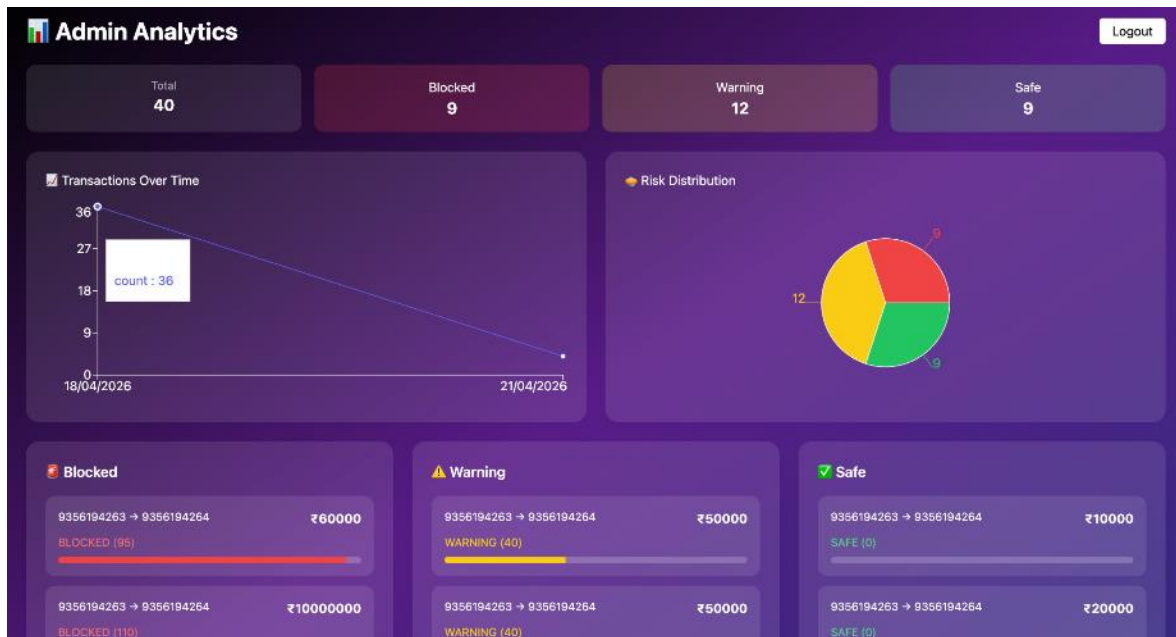 📊 Admin Analytics
Logout
Total
40
Blocked
9
Warning
12
Safe
9
📈 Transactions Over Time
36
27
18
9
0
count : 36
18/04/2026
21/04/2026
🥧 Risk Distribution
9
12
9
🚨 Blocked
9356194263 → 9356194264
₹60000
BLOCKED (95)
9356194263 → 9356194264
₹10000000
BLOCKED (110)
⚠️ Warning
9356194263 → 9356194264
₹50000
WARNING (40)
9356194263 → 9356194264
₹50000
WARNING (40)
✅ Safe
9356194263 → 9356194264
₹10000
SAFE (0)
9356194263 → 9356194264
₹20000
SAFE (0)